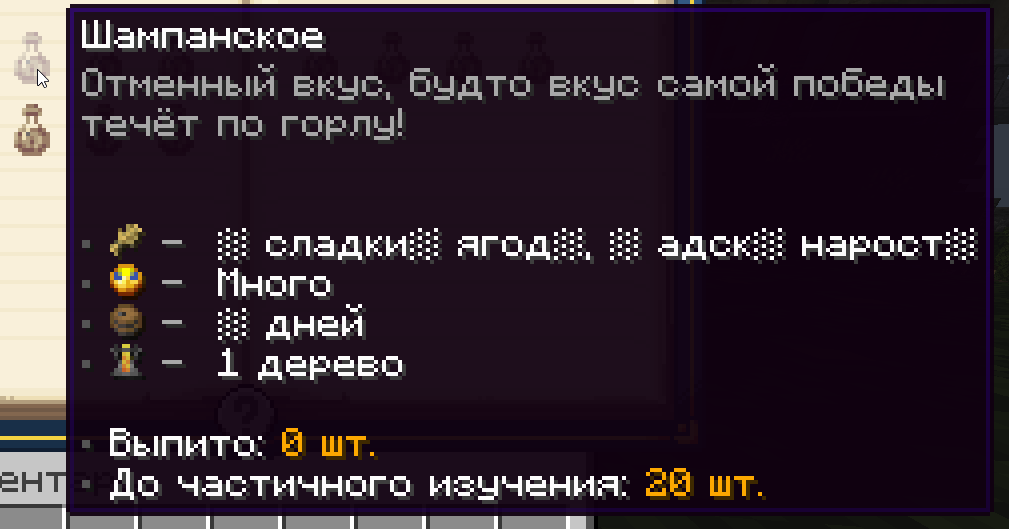 Шампанское
Отменный вкус, будто вкус самой победы
течёт по горлу!
- ░ сладки░ ягод░, ░ адск░ нарост░
- Много
- ░ дней
- 1 дерево
Выпито: 0 шт.
До частичного изучения: 20 шт.
ент